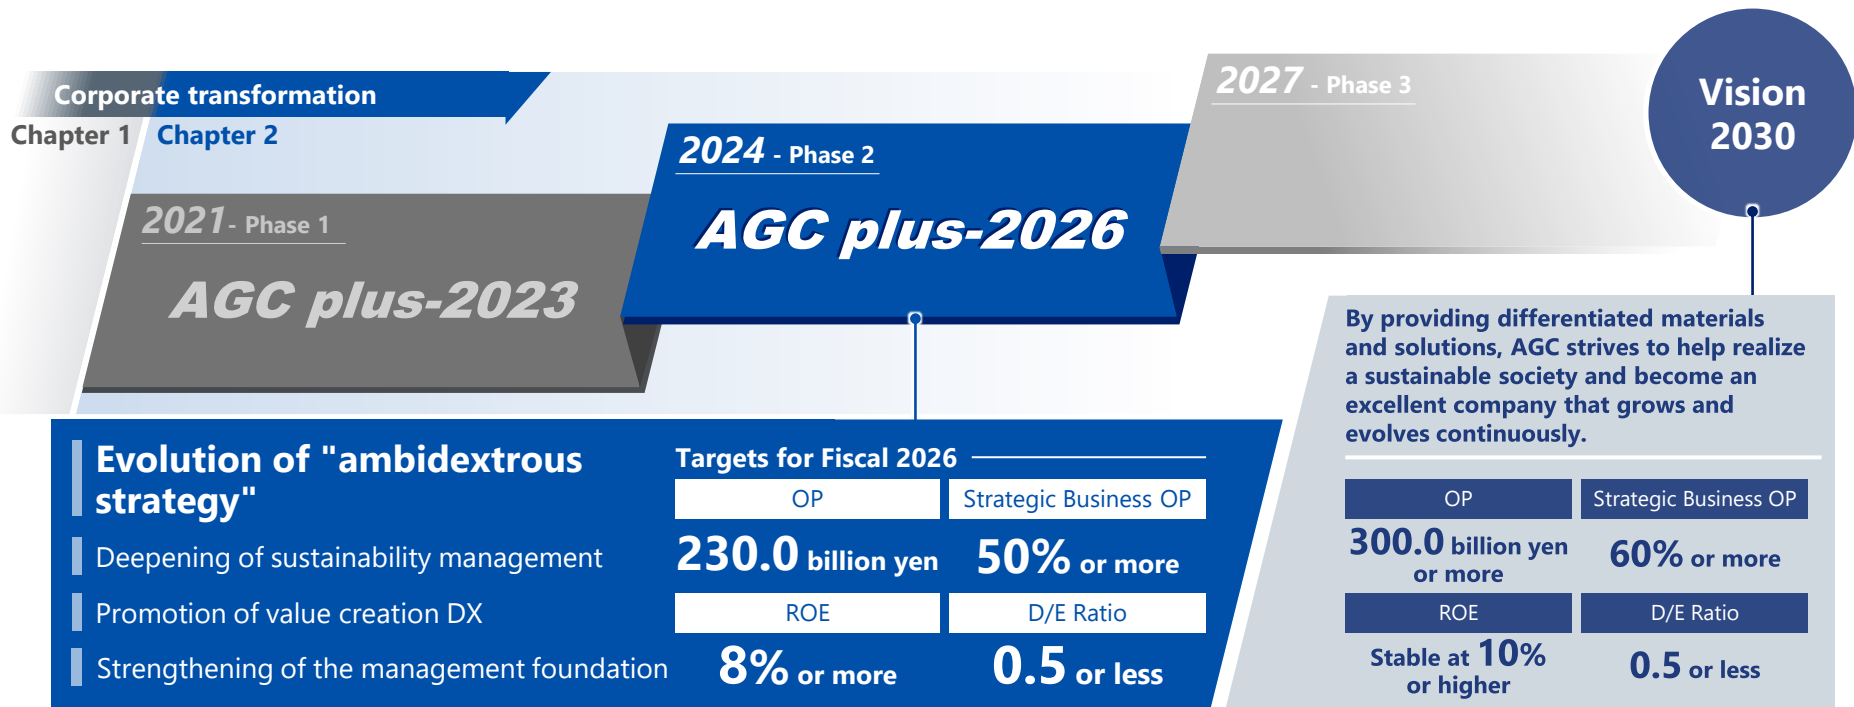 Corporate transformation
Chapter 1
Chapter 2
2021 - Phase 1
AGC plus-2023
2024 - Phase 2
AGC plus-2026
2027 - Phase 3
Vision
2030
Evolution of "ambidextrous
strategy"
Deepening of sustainability management
Promotion of value creation DX
Strengthening of the management foundation
Targets for Fiscal 2026
OP
Strategic Business OP
230.0 billion yen
50% or more
ROE
D/E Ratio
8% or more
0.5 or less
By providing differentiated materials
and solutions, AGC strives to help realize
a sustainable society and become an
excellent company that grows and
evolves continuously.
OP
Strategic Business OP
300.0 billion yen
or more
60% or more
ROE
D/E Ratio
Stable at 10%
or higher
0.5 or less